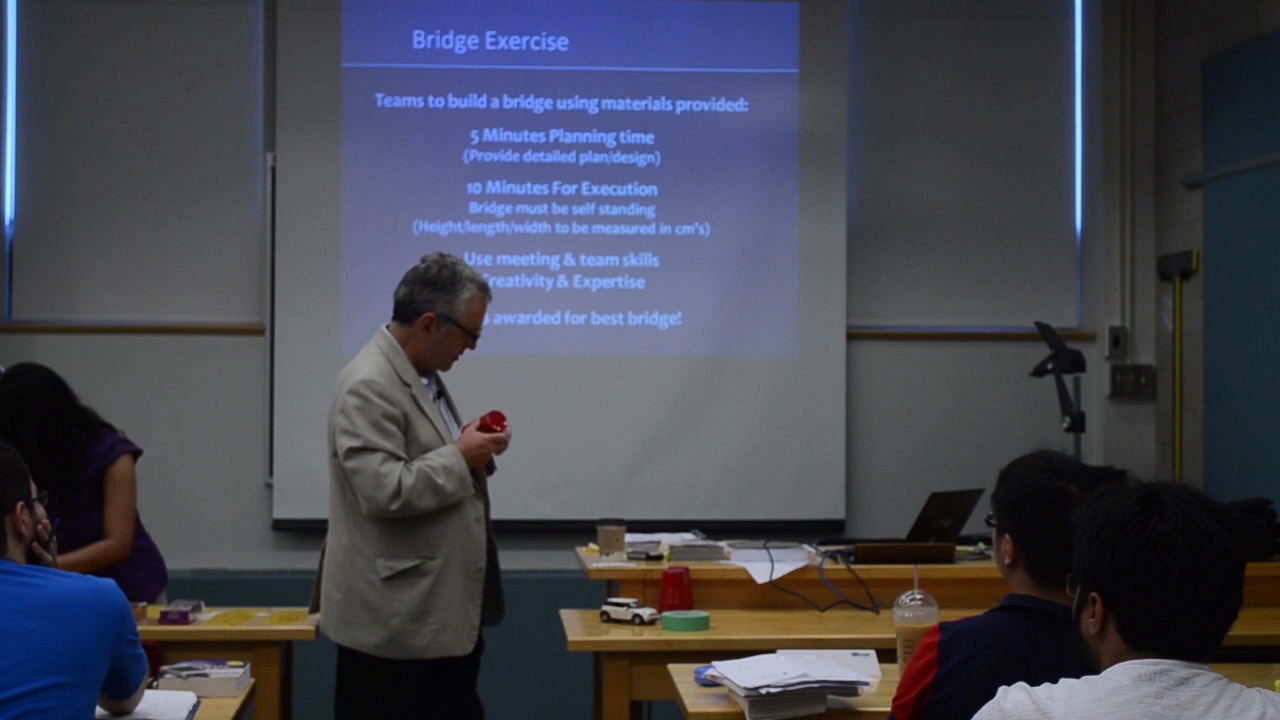 Bridge Exercise
Teams to build a bridge using materials provided:
5 Minutes Planning time
(Provide detailed plan/design)
10 Minutes For Execution
Bridge must be self standing
(Height/length/width to be measured in cm's)
Use meeting & team skills
& Expertise
awarded for best bridge!